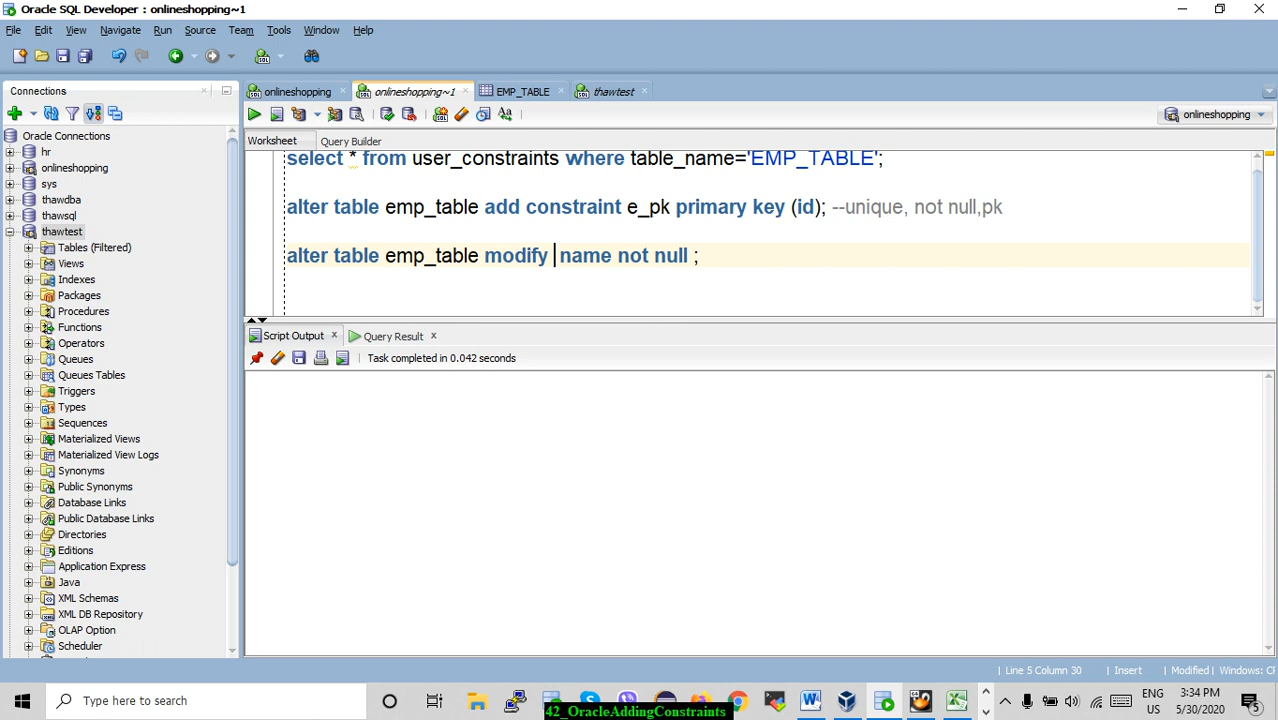 Oracle SQL Developer : onlineshopping~1
File Edit View Navigate Run Source Team Tools Window Help
Connections
onlineshopping onlineshopping~1 EMP_TABLE thawtest
onlineshopping
Worksheet Query Builder
Oracle Connections
hr
onlineshopping
sys
thawdba
thawsql
thawtest
Tables (Filtered)
Views
Indexes
Packages
Procedures
Functions
Operators
Queues
Queues Tables
Triggers
Types
Sequences
Materialized Views
Materialized View Logs
Synonyms
Public Synonyms
Database Links
Public Database Links
Directories
Editions
Application Express
Java
XML Schemas
XML DB Repository
OLAP Option
Scheduler
select * from user_constraints where table_name='EMP_TABLE';
alter table emp_table add constraint e_pk primary key (id); --unique, not null,pk
alter table emp_table modify name not null ;
Script Output Query Result
Task completed in 0.042 seconds
Line 5 Column 30 Insert Modified Windows: CF
Type here to search
42_OracleAddingConstraints
ENG
US
3:34 PM
5/30/2020
5